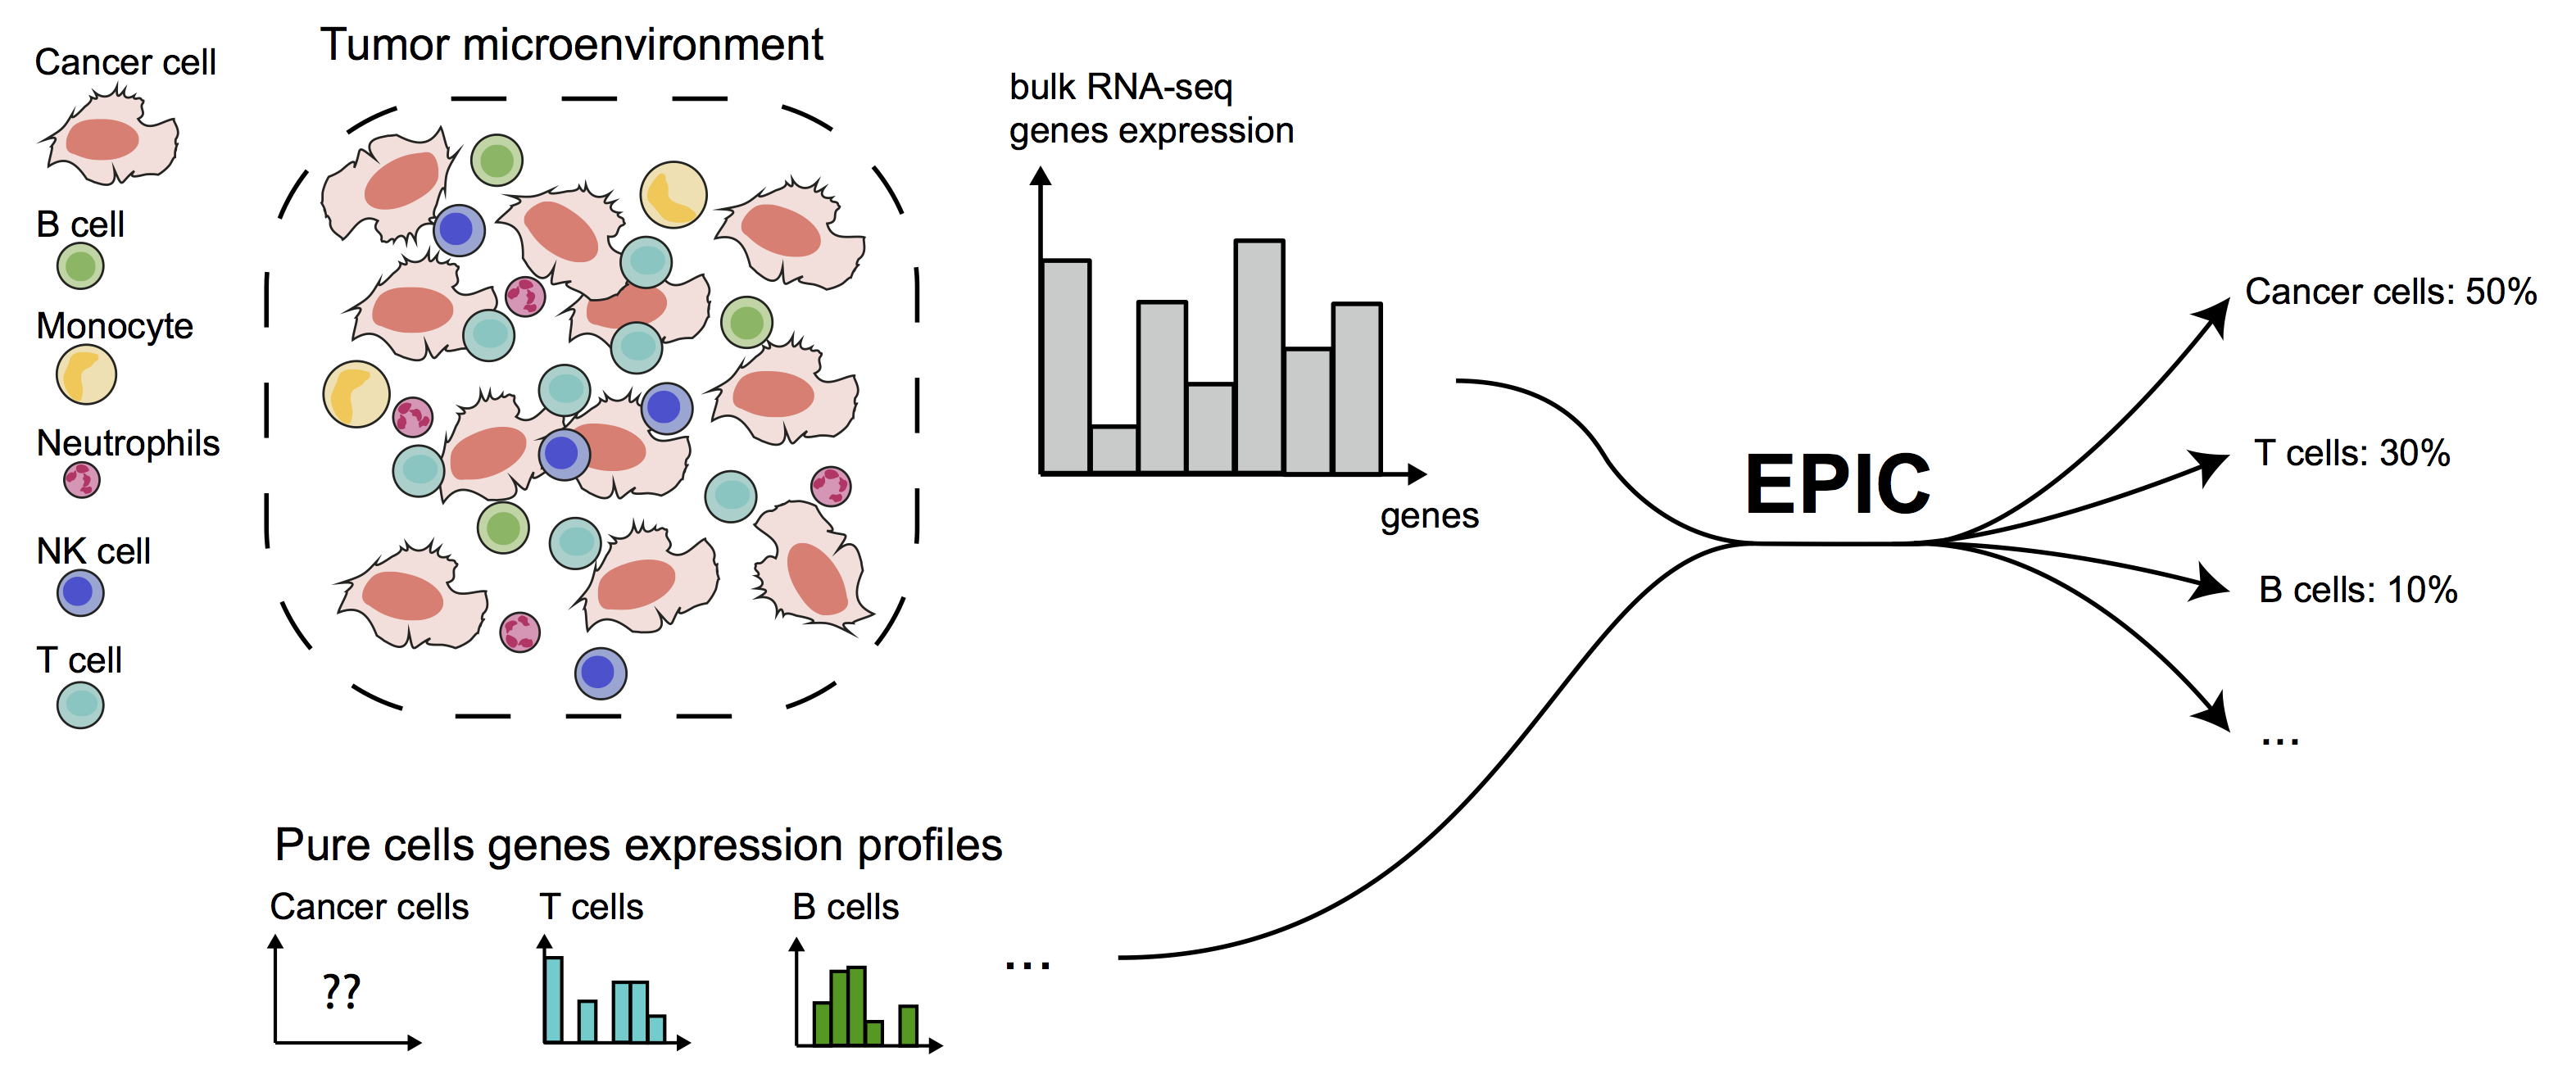 Cancer cell
B cell
Monocyte
Neutrophils
NK cell
T cell
Tumor microenvironment
bulk RNA-seq
genes expression
genes
Pure cells genes expression profiles
Cancer cells
??
T cells
B cells
...
EPIC
Cancer cells: 50%
T cells: 30%
B cells: 10%
...